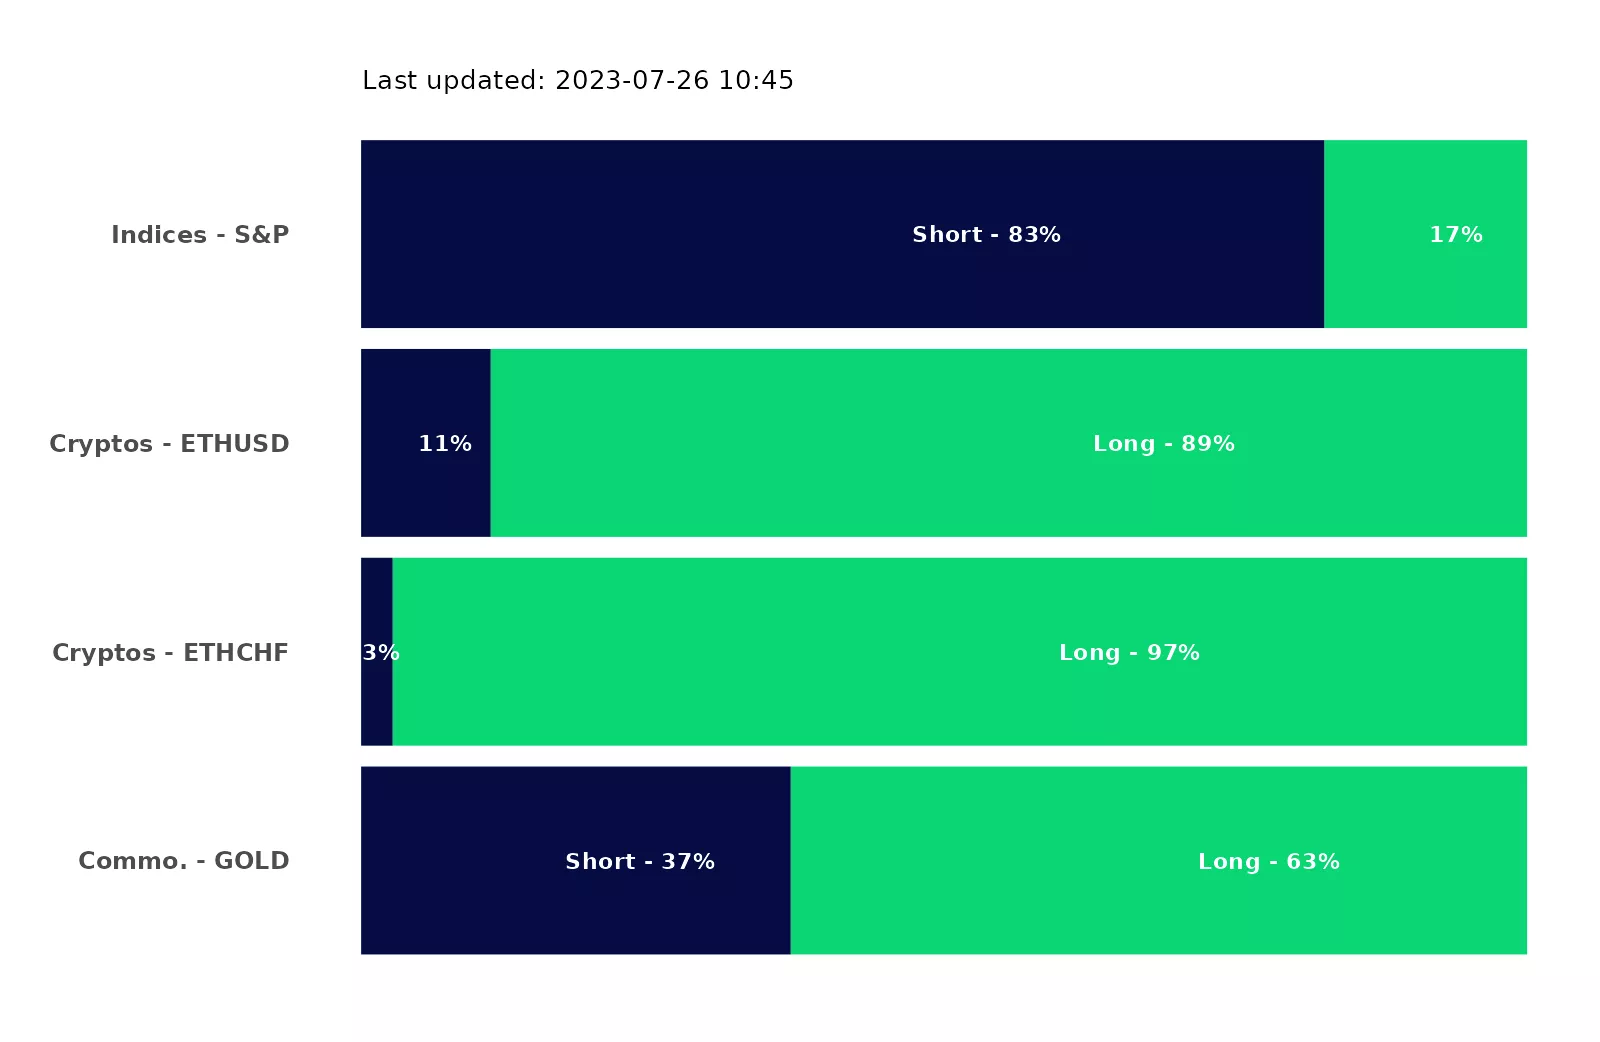 Last updated: 2023-07-26 10:45
Indices - S&P Short - 83% 17%
Cryptos - ETHUSD 11% Long - 89%
Cryptos - ETHCHF 3% Long - 97%
Commo. - GOLD Short - 37% Long - 63%